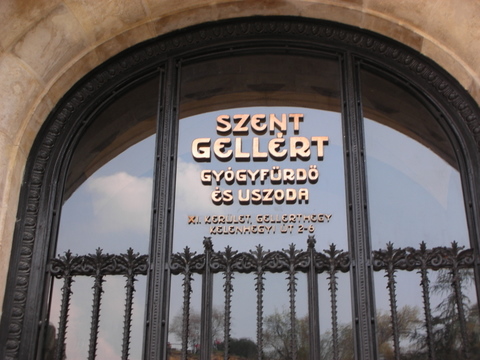 SZENT
GELLÉRT
GYÓGYFÜRDŐ
ÉS USZODA
XI. KERÜLET, GELLÉRTHEGY
KELENHEGYI ÚT 2-6